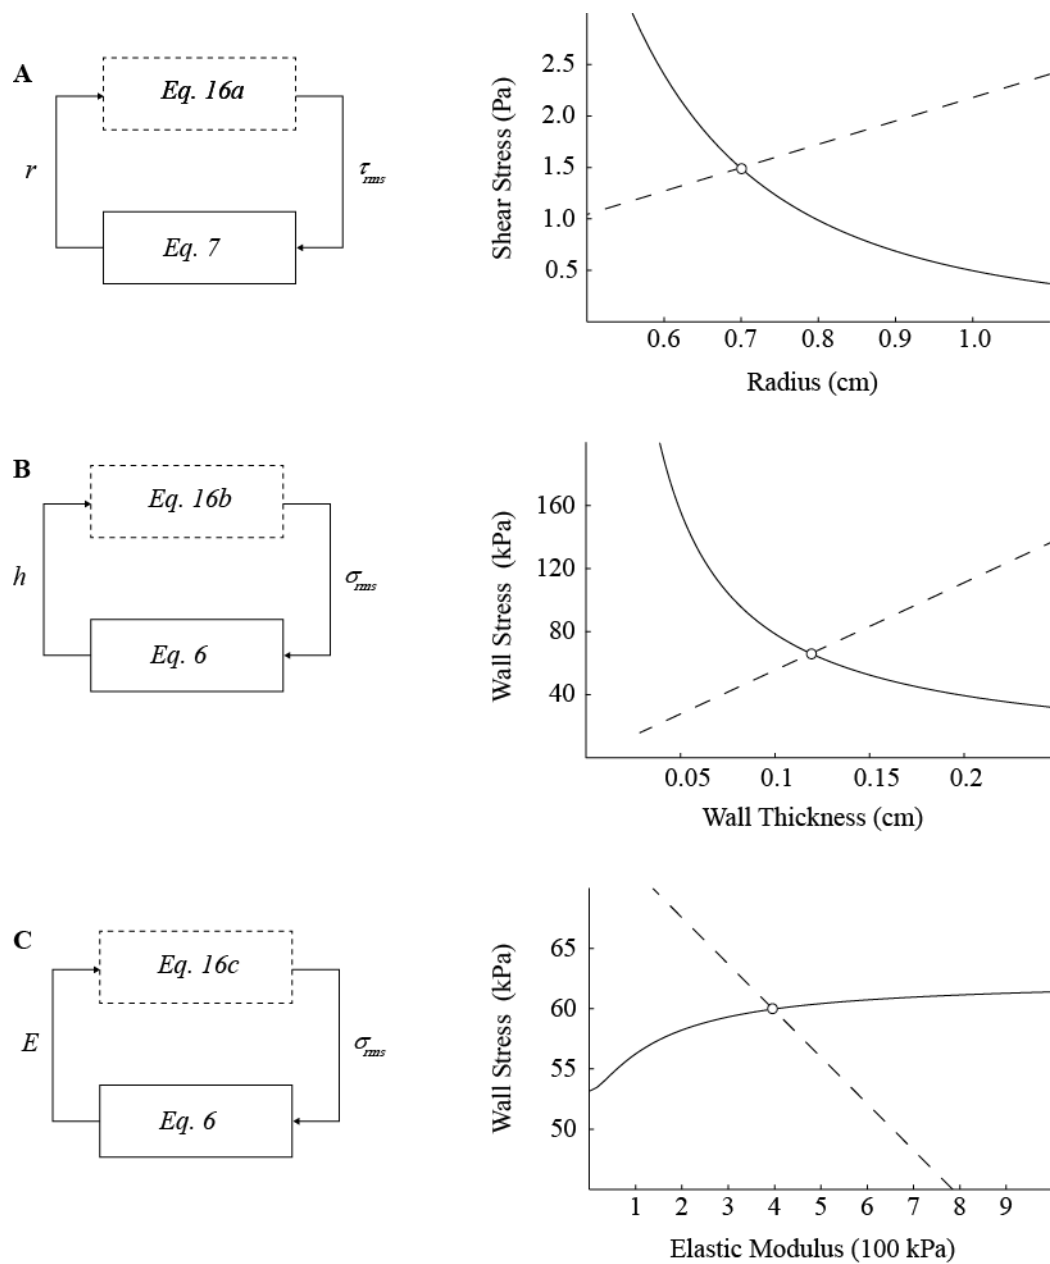 A
Eq. 16a
r
τrms
Eq. 7
Shear Stress (Pa)
2.5
2.0
1.5
1.0
0.5
0.6 0.7 0.8 0.9 1.0
Radius (cm)
B
Eq. 16b
h
σrms
Eq. 6
Wall Stress (kPa)
160
120
80
40
0.05 0.1 0.15 0.2
Wall Thickness (cm)
C
Eq. 16c
E
σrms
Eq. 6
Wall Stress (kPa)
65
60
55
50
1 2 3 4 5 6 7 8 9
Elastic Modulus (100 kPa)